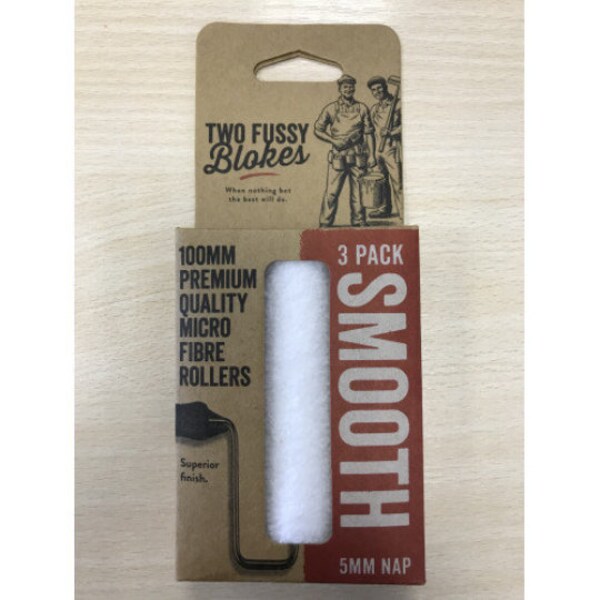 TWO FUSSY
Blokes
When nothing but
the best will do.
100MM
PREMIUM
QUALITY
MICRO
FIBRE
ROLLERS
Superior
finish.
3 PACK
SMOOTH
5MM NAP